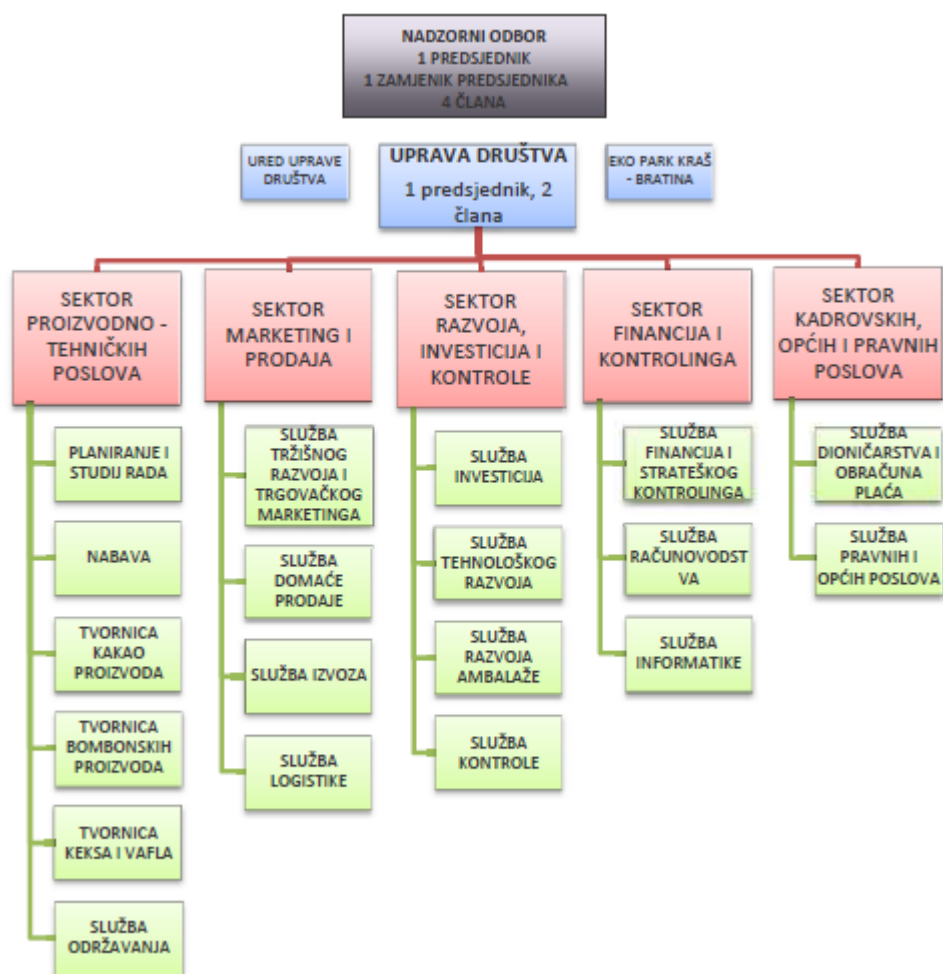 NADZORNI ODBOR
1 PREDSJEDNIK
1 ZAMJENIK PREDSJEDNIKA
4 ČLANA
URED UPRAVE
DRUŠTVA
UPRAVA DRUŠTVA
1 predsjednik, 2
člana
EKO PARK KRAŠ
- BRATINA
SEKTOR
PROIZVODNO -
TEHNIČKIH
POSLOVA
SEKTOR
MARKETING I
PRODAJA
SEKTOR
RAZVOJA,
INVESTICIJA I
KONTROLE
SEKTOR
FINANCIJA I
KONTROLINGA
SEKTOR
KADROVSKIH,
OPĆIH I PRAVNIH
POSLOVA
PLANIRANJE I
STUDIJ RADA
NABAVA
TVORNICA
KAKAO
PROIZVODA
TVORNICA
BOMBONSKIH
PROIZVODA
TVORNICA
KEKSA I VAFLA
SLUŽBA
ODRŽAVANJA
SLUŽBA
TRŽIŠNOG
RAZVOJA I
TRGOVAČKOG
MARKETINGA
SLUŽBA
DOMAĆE
PRODAJE
SLUŽBA IZVOZA
SLUŽBA
LOGISTIKE
SLUŽBA
INVESTICIJA
SLUŽBA
TEHNOLOŠKOG
RAZVOJA
SLUŽBA
RAZVOJA
AMBALAŽE
SLUŽBA
KONTROLE
SLUŽBA
FINANCIJA I
STRATEŠKOG
KONTROLINGA
SLUŽBA
RAČUNOVODST
VA
SLUŽBA
INFORMATIKE
SLUŽBA
DIONIČARSTVA I
OBRAČUNA
PLAĆA
SLUŽBA
PRAVNIH I
OPĆIH POSLOVA